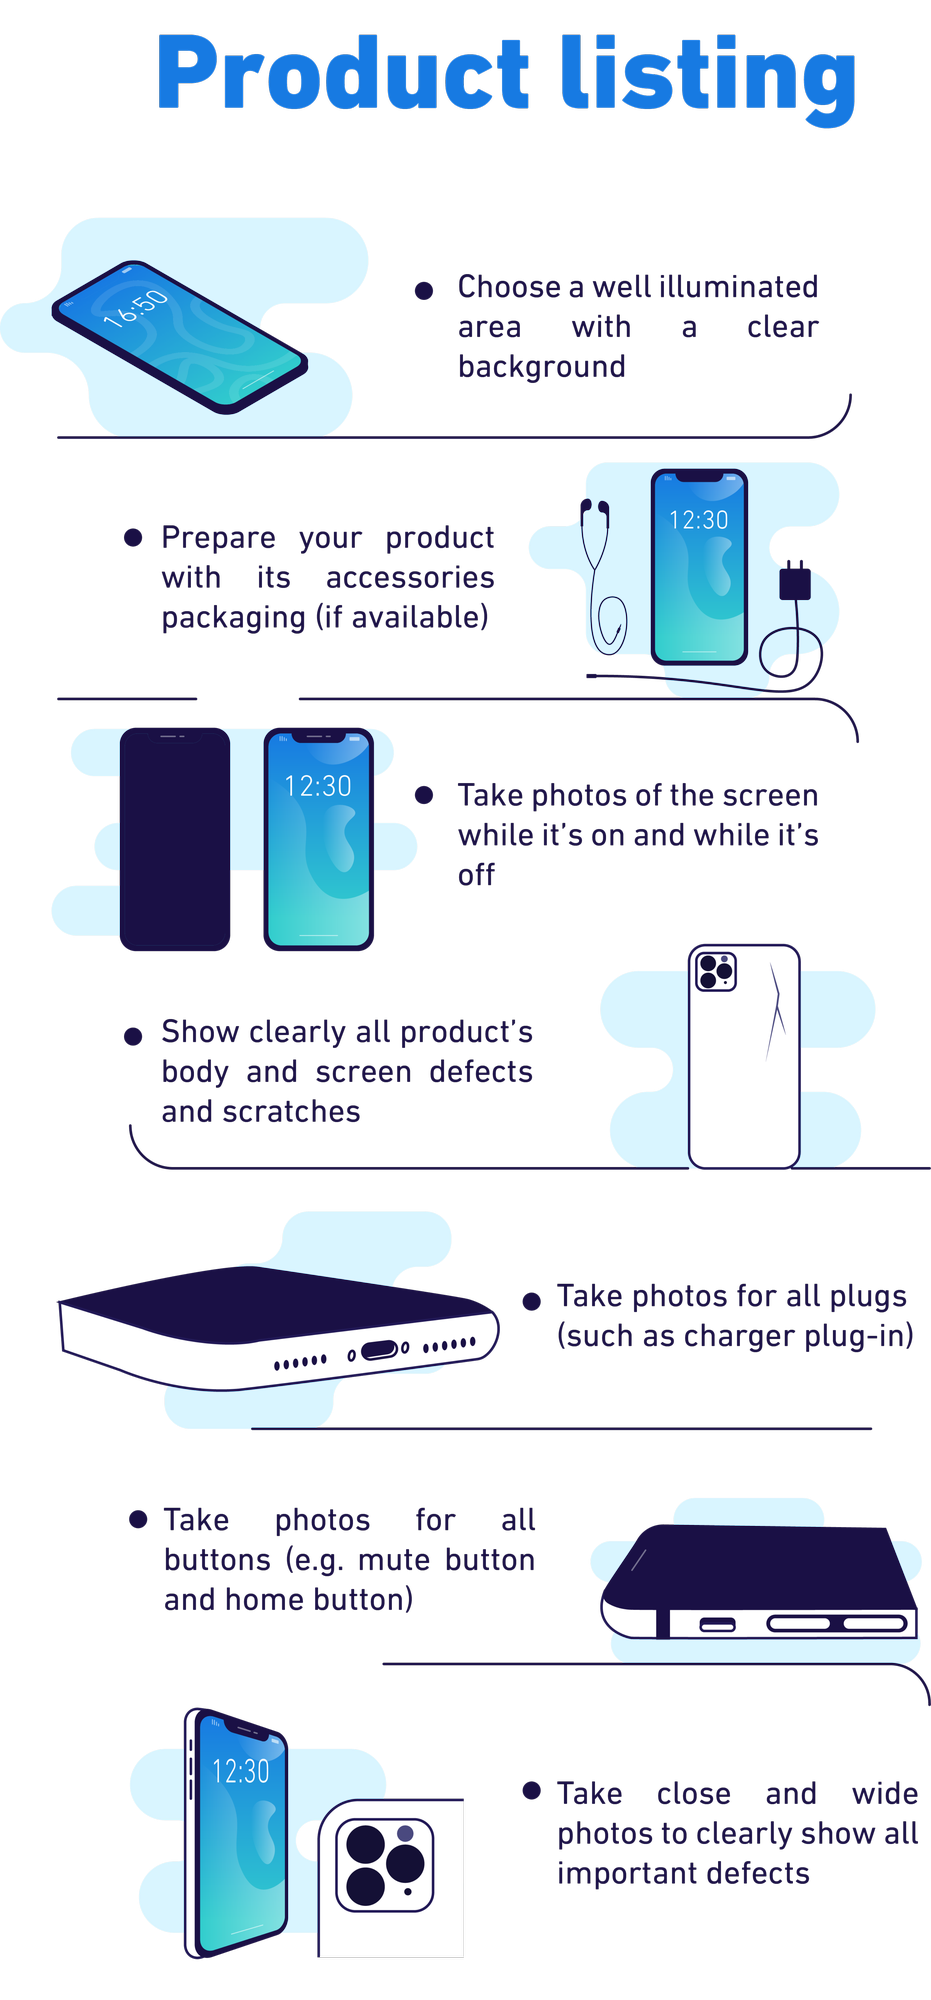 Product listing
16:50
Choose a well illuminated
area with a clear
background
Prepare your product
with its accessories
packaging (if available)
12:30
12:30
Take photos of the screen
while it’s on and while it’s
off
Show clearly all product’s
body and screen defects
and scratches
Take photos for all plugs
(such as charger plug-in)
Take photos for all
buttons (e.g. mute button
and home button)
12:30
Take close and wide
photos to clearly show all
important defects